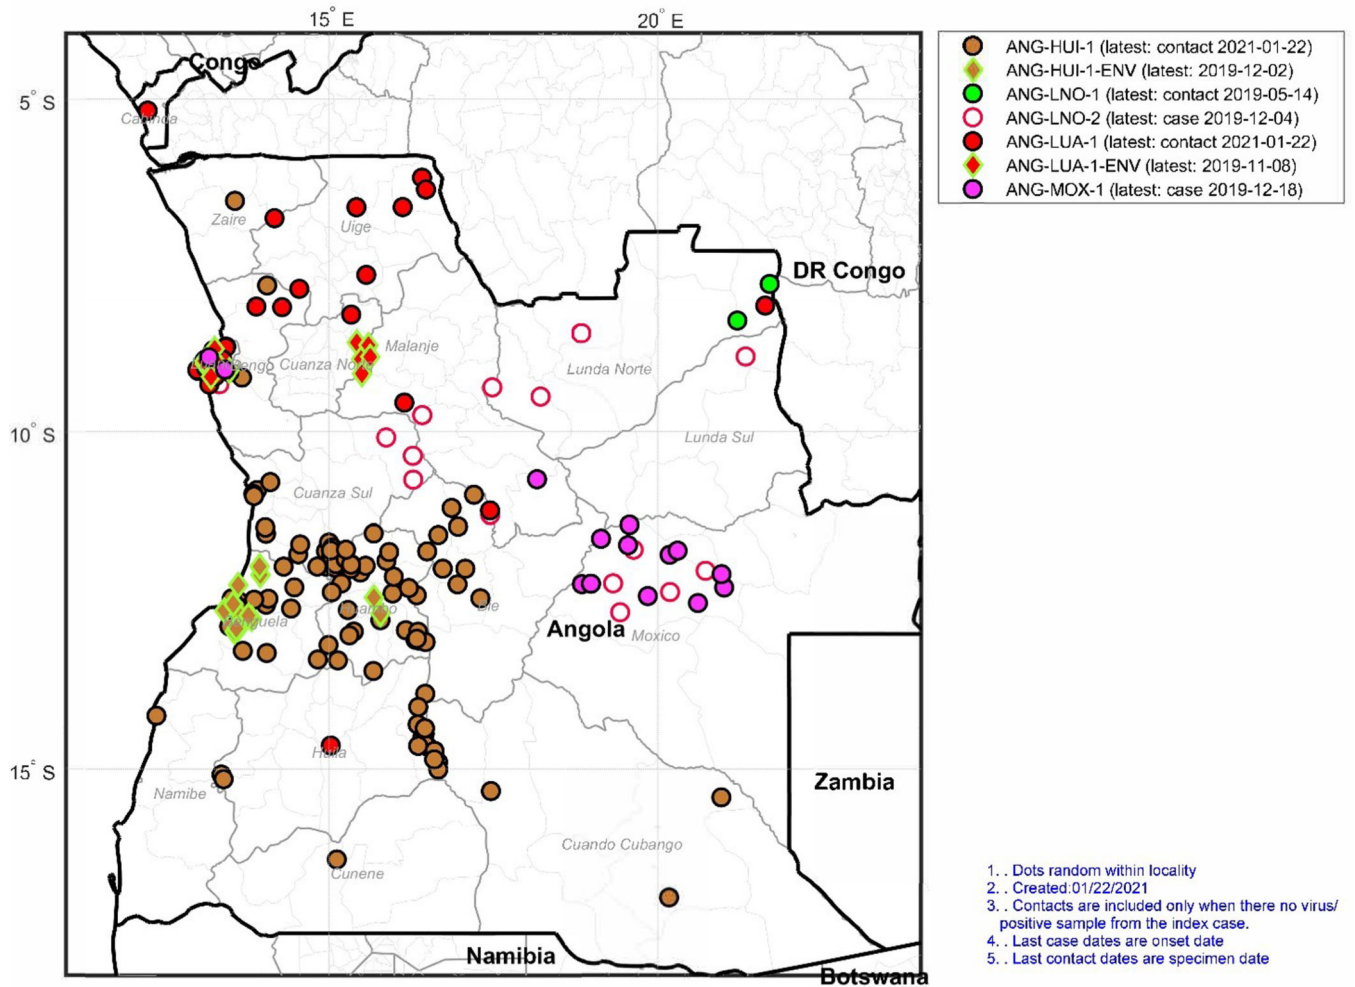 15° E
20° E
Congo
5° S
Cabinda
Zaire
Uige
DR Congo
Malanje
Cuanza Norte
Lunda Norte
10° S
Lunda Sul
Cuanza Sul
Bie
Angola
Moxico
Huila
15° S
Zambia
Namibe
Cuando Cubango
Cunene
Namibia
Botswana
ANG-HUI-1 (latest: contact 2021-01-22)
ANG-HUI-1-ENV (latest: 2019-12-02)
ANG-LNO-1 (latest: contact 2019-05-14)
ANG-LNO-2 (latest: case 2019-12-04)
ANG-LUA-1 (latest: contact 2021-01-22)
ANG-LUA-1-ENV (latest: 2019-11-08)
ANG-MOX-1 (latest: case 2019-12-18)
1. . Dots random within locality
2. . Created:01/22/2021
3. . Contacts are included only when there no virus/
positive sample from the index case.
4. . Last case dates are onset date
5. . Last contact dates are specimen date